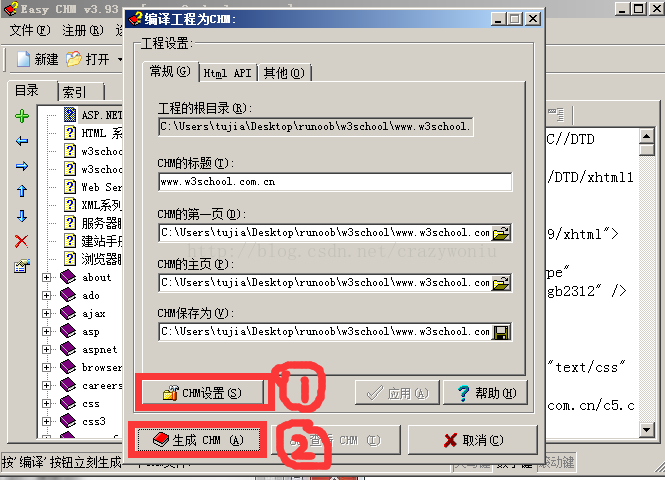 Easy CHM v3.93
文件(F) 注册(R)
新建 打开
目录 索引
ASP.NET
HTML 系
w3schoo
w3schoo
Web Ser
XML系列
服务器
建站手册
浏览器
about
ado
ajax
asp
aspnet
browser
careers
css
css3
编译工程为CHM:
工程设置:
常规(G) Html API 其他(O)
工程的根目录(R):
C:\Users\tujia\Desktop\runoob\w3school\www.w3school.
CHM的标题(T):
www.w3school.com.cn
CHM的第一页(D):
C:\Users\tujia\Desktop\runoob\w3school\www.w3school.com
http://blog.csdn.net/crazywoniu
CHM的主页(P):
C:\Users\tujia\Desktop\runoob\w3school\www.w3school.com
CHM保存为(V):
C:\Users\tujia\Desktop\runoob\w3school\www.w3school.com
CHM设置(S) 1 应用(A) 帮助(H)
生成 CHM (A) 2 查看 CHM (I) 取消(C)
C//DTD
/DTD/xhtml1
9/xhtml">
pe"
gb2312" />
"text/css"
com.cn/c5.c
按'编译'按钮立刻生成
数字键 滚动键